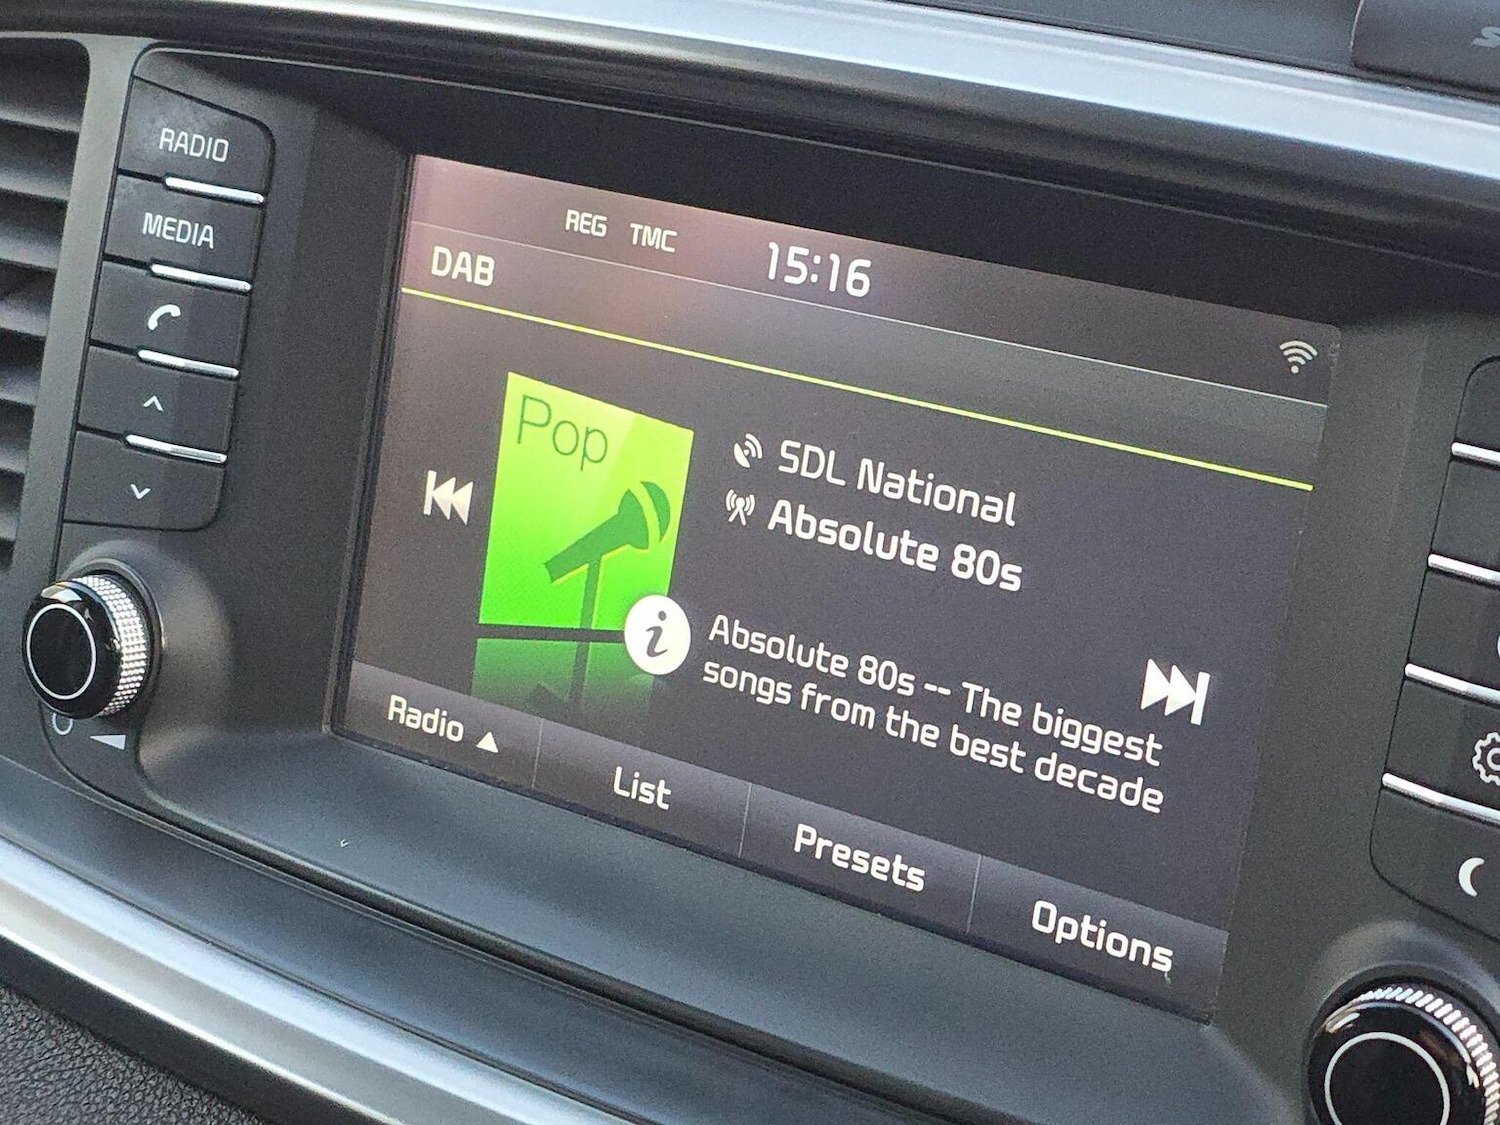 RADIO
MEDIA
REG TMC 15:16
DAB
Pop
SDL National
Absolute 80s
i
Absolute 80s -- The biggest
songs from the best decade
Radio ▲
List
Presets
Options